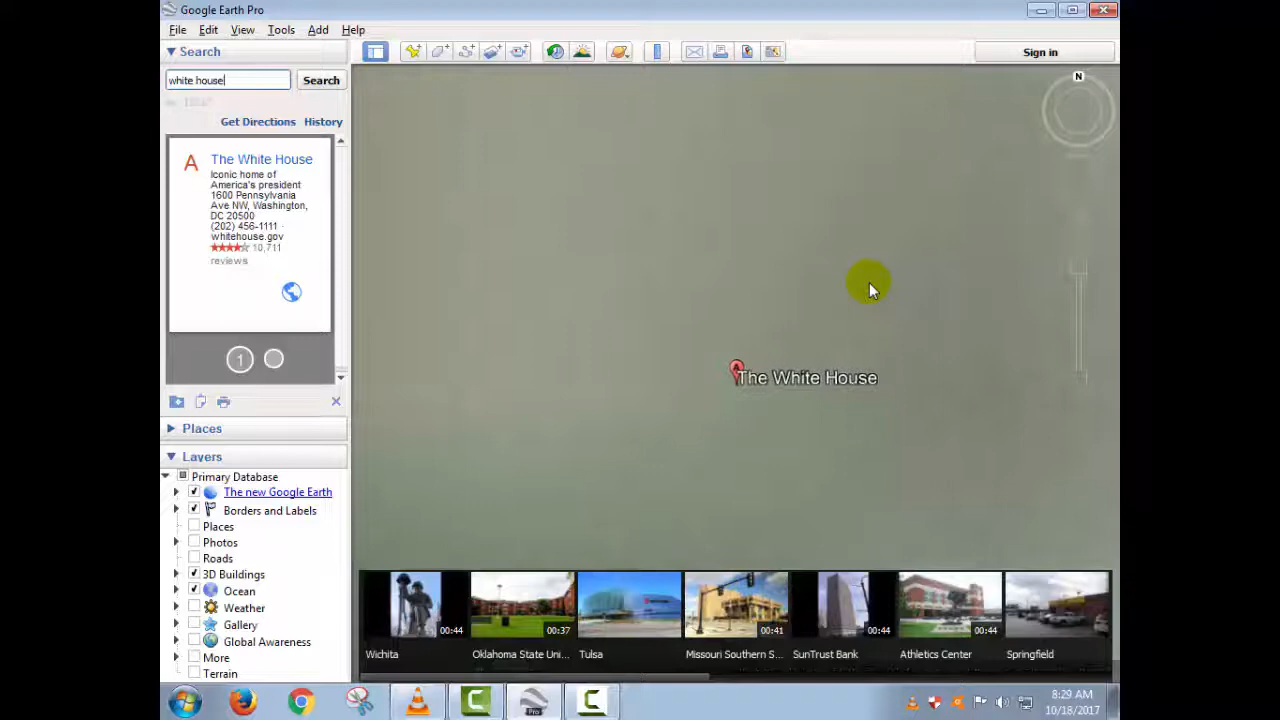 Google Earth Pro
File Edit View Tools Add Help
Search
Sign in
N
white house
Search
Get Directions History
A
The White House
Iconic home of
America's president
1600 Pennsylvania
Ave NW, Washington,
DC 20500
(202) 456-1111 ·
whitehouse.gov
10,711
reviews
1
A
The White House
Places
Layers
Primary Database
The new Google Earth
Borders and Labels
Places
Photos
Roads
3D Buildings
Ocean
Weather
Gallery
Global Awareness
More
Terrain
00:44 00:37 00:41 00:44 00:44
Wichita Oklahoma State Uni... Tulsa Missouri Southern S... SunTrust Bank Athletics Center Springfield
Pro
8:29 AM
10/18/2017